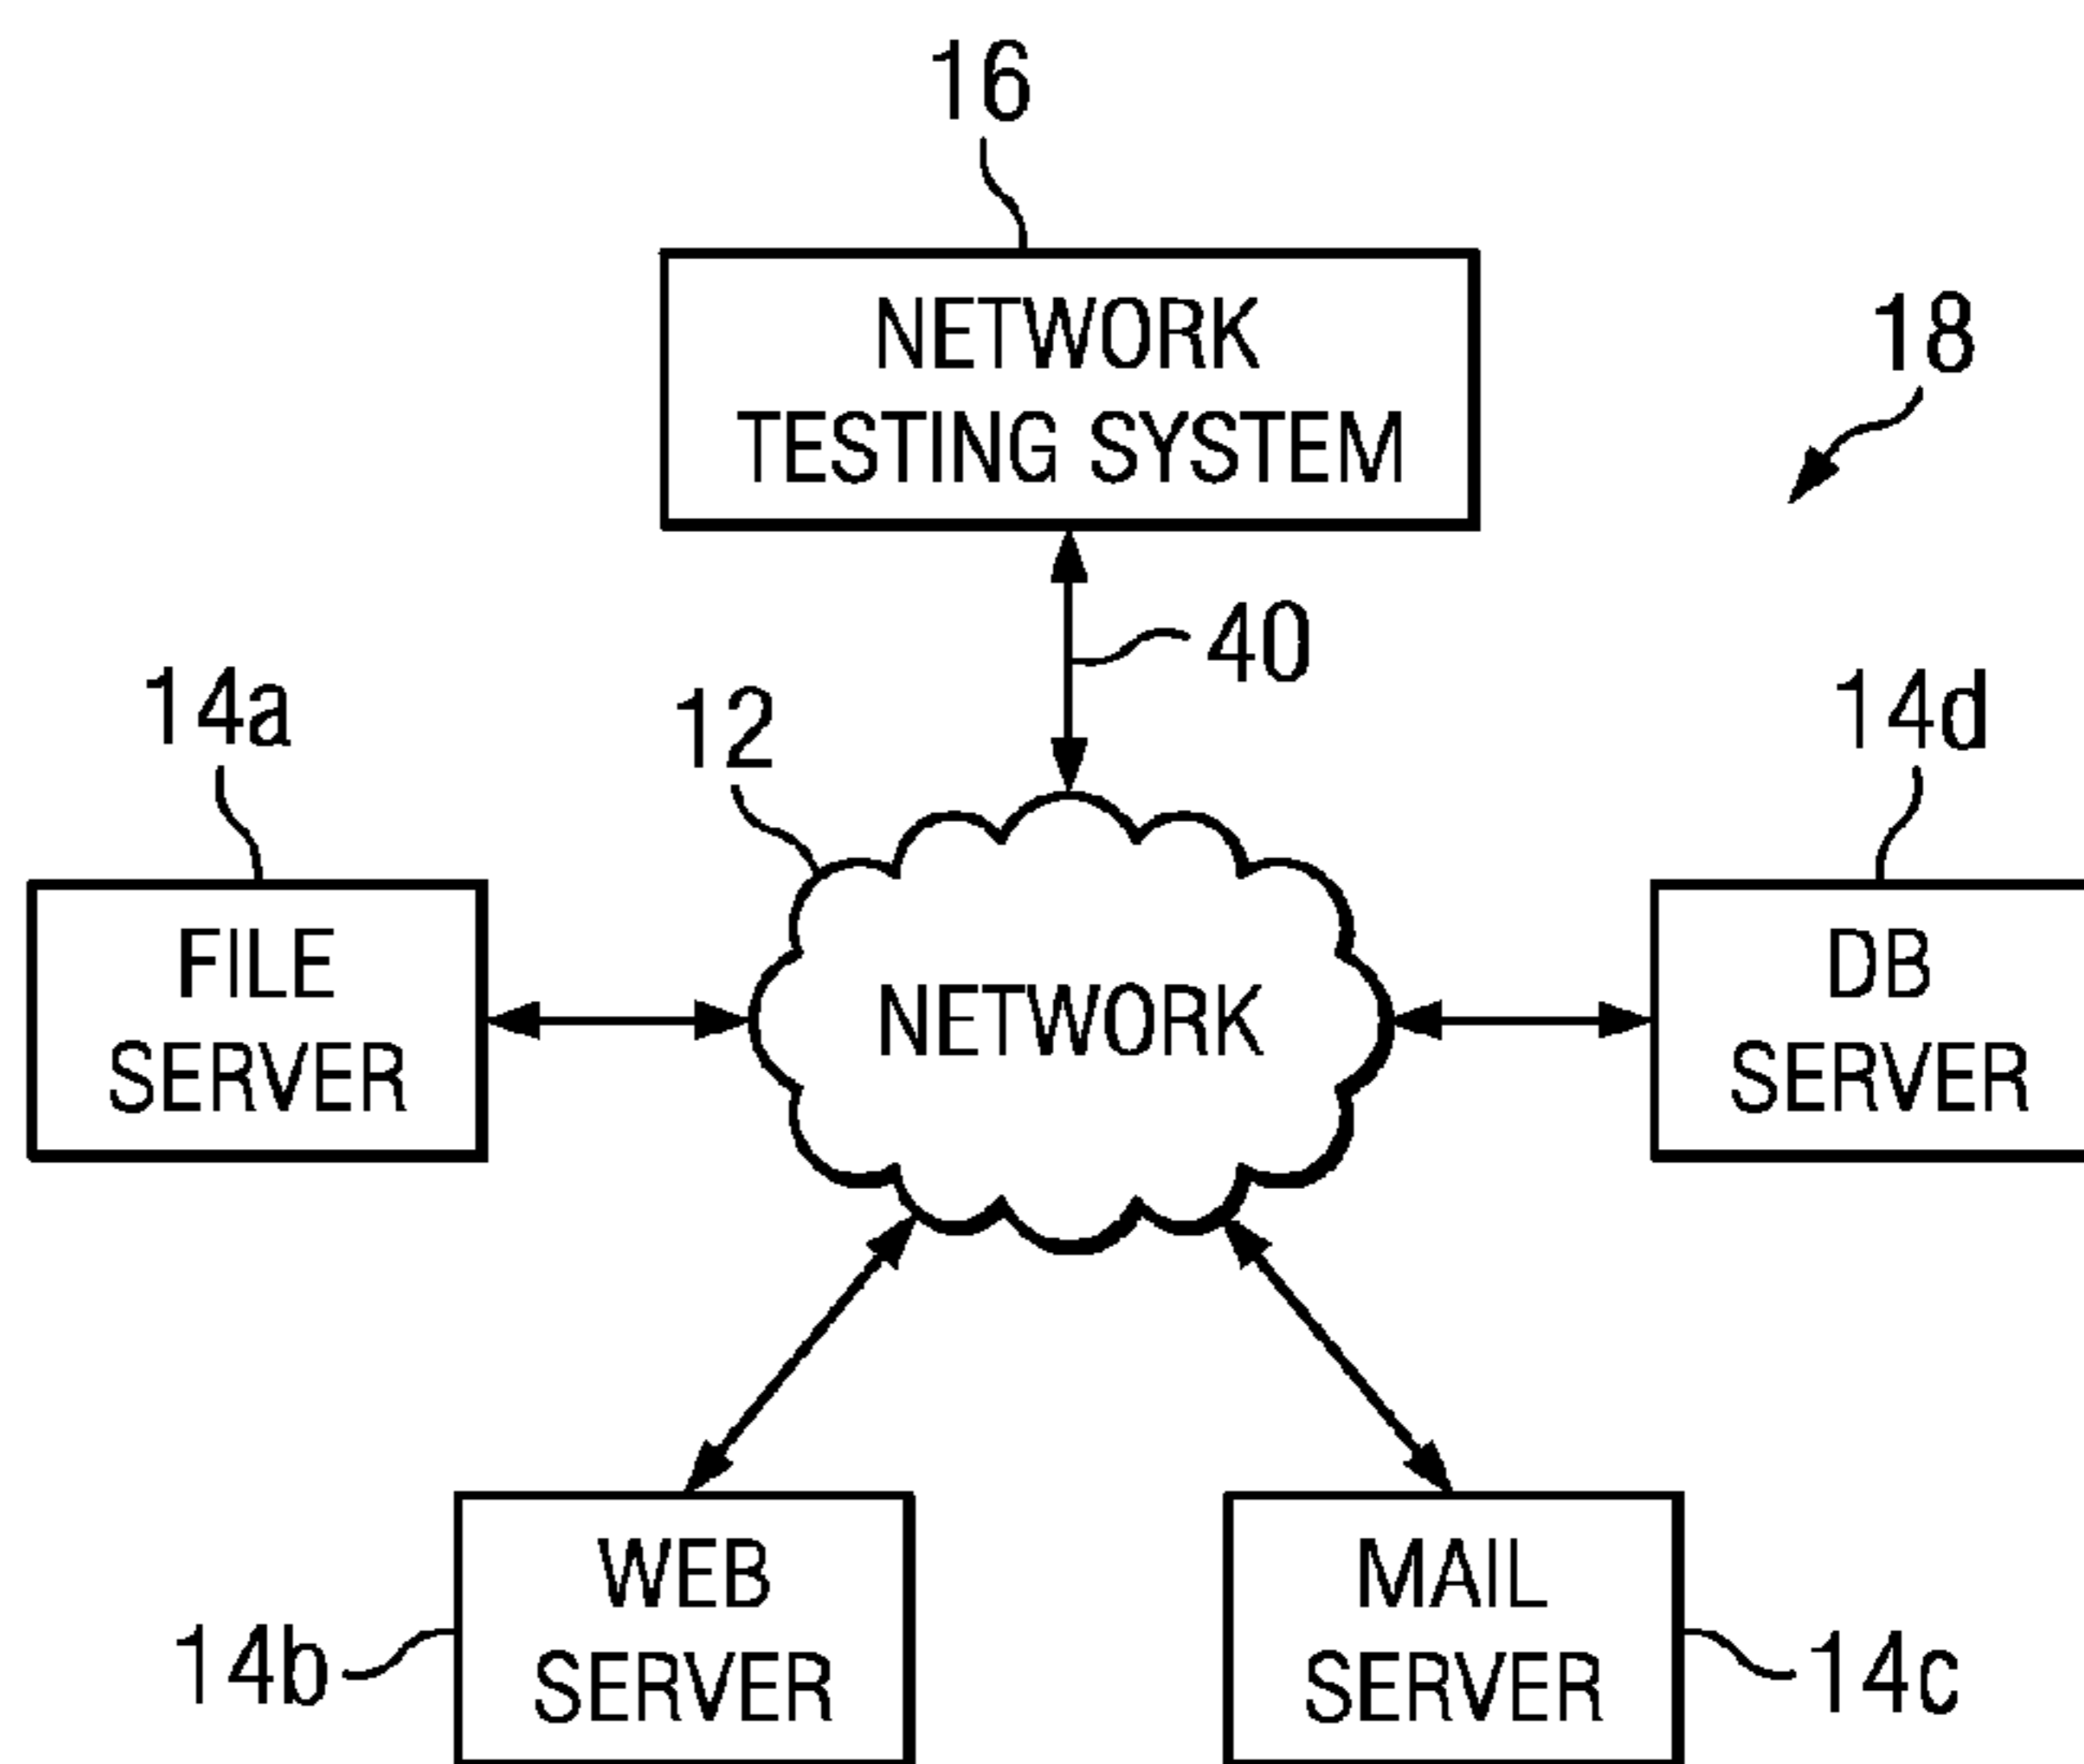 16
NETWORK
TESTING SYSTEM
18
40
14a
12
14d
FILE
SERVER
NETWORK
DB
SERVER
WEB
SERVER
14b
MAIL
SERVER
14c